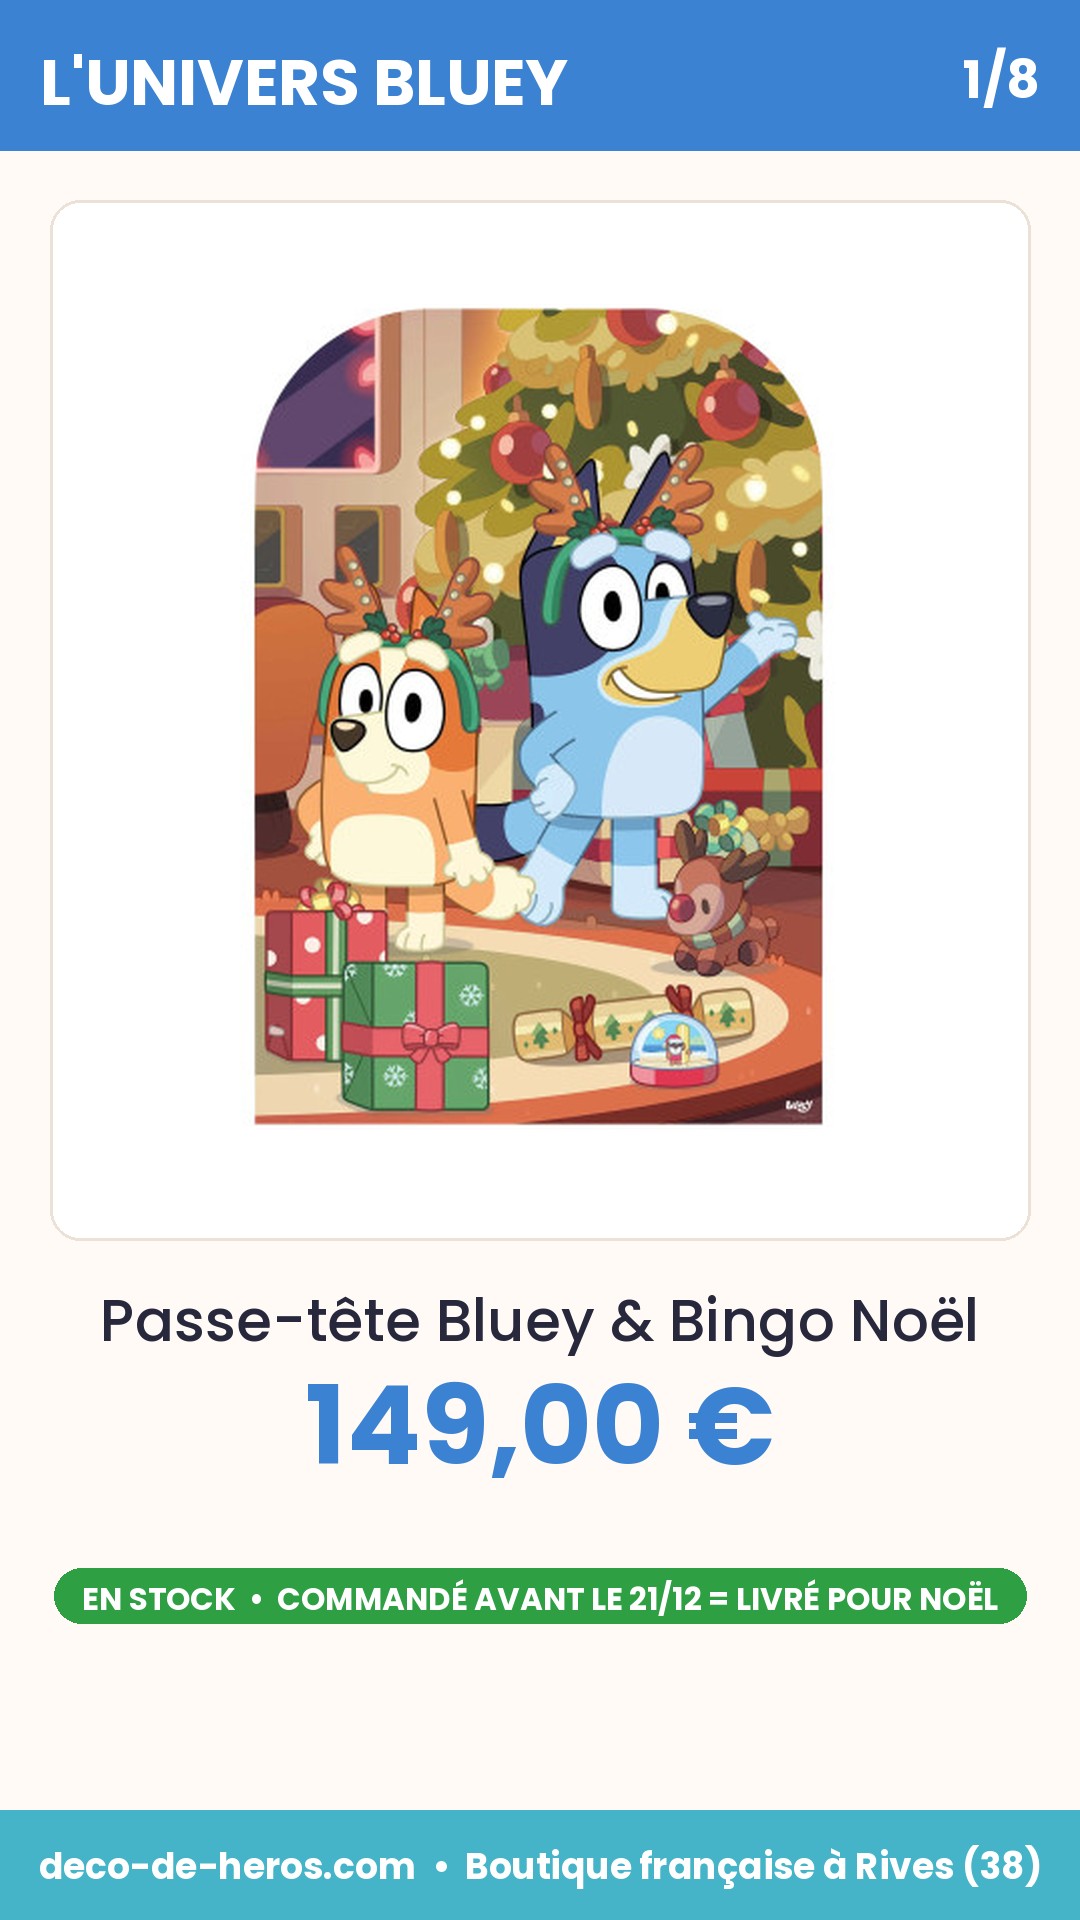 L'UNIVERS BLUEY
1/8
bluey
Passe-tête Bluey & Bingo Noël
149,00 €
EN STOCK • COMMANDÉ AVANT LE 21/12 = LIVRÉ POUR NOËL
deco-de-heros.com • Boutique française à Rives (38)